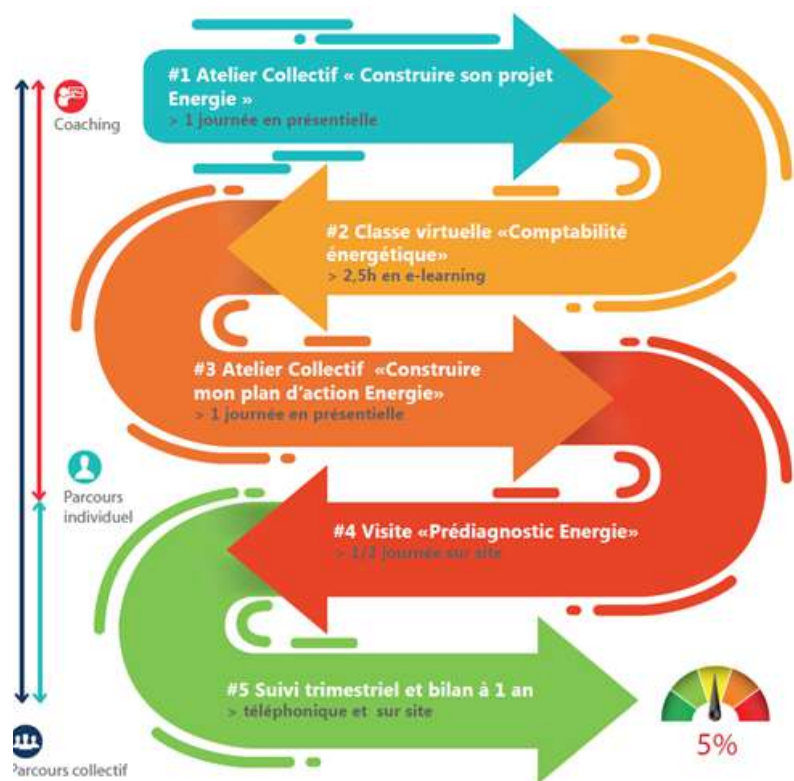 #1 Atelier Collectif « Construire son projet
Energie »
> 1 journée en présentielle
Coaching
#2 Classe virtuelle «Comptabilité
énergétique»
> 2,5h en e-learning
#3 Atelier Collectif «Construire
mon plan d’action Energie»
> 1 journée en présentielle
Parcours
individuel
#4 Visite «Prédiagnostic Energie»
> 1/2 journée sur site
#5 Suivi trimestriel et bilan à 1 an
> téléphonique et sur site
5%
Parcours collectif